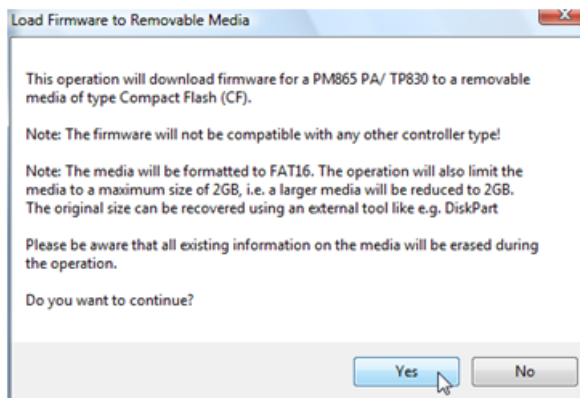 Load Firmware to Removable Media
This operation will download firmware for a PM865 PA/ TP830 to a removable
media of type Compact Flash (CF).
Note: The firmware will not be compatible with any other controller type!
Note: The media will be formatted to FAT16. The operation will also limit the
media to a maximum size of 2GB, i.e. a larger media will be reduced to 2GB.
The original size can be recovered using an external tool like e.g. DiskPart
Please be aware that all existing information on the media will be erased during
the operation.
Do you want to continue?
Yes
No